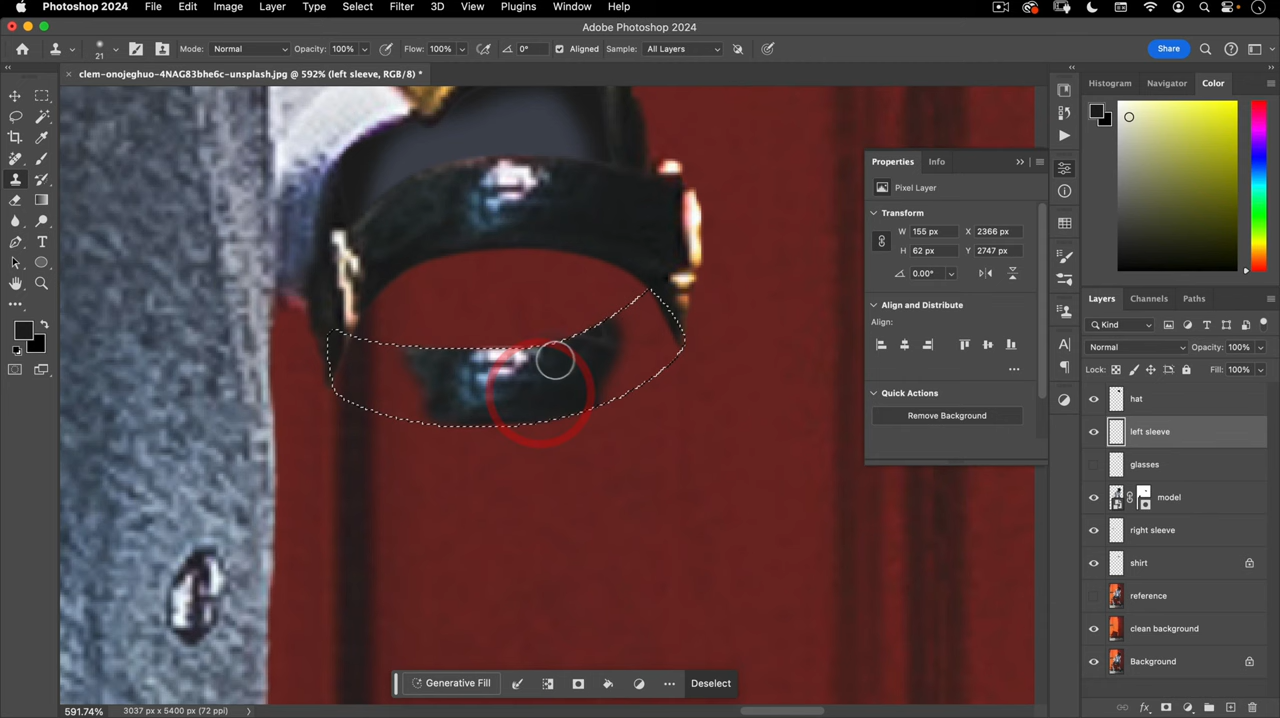 Photoshop 2024 File Edit Image Layer Type Select Filter 3D View Plugins Window Help
Adobe Photoshop 2024
21 Mode: Normal Opacity: 100% Flow: 100% 0° Aligned Sample: All Layers Share
clem-onojeghuo-4NAG83bhe6c-unsplash.jpg @ 592% (left sleeve, RGB/8) *
Histogram Navigator Color
Properties Info
Pixel Layer
Transform
W 155 px X 2366 px
H 62 px Y 2747 px
0.00°
Align and Distribute
Align:
Quick Actions
Remove Background
Layers Channels Paths
Kind
Normal Opacity: 100%
Lock: Fill: 100%
hat
left sleeve
glasses
model
right sleeve
shirt
reference
clean background
Background
Generative Fill Deselect
591.74% 3037 px x 5400 px (72 ppi)